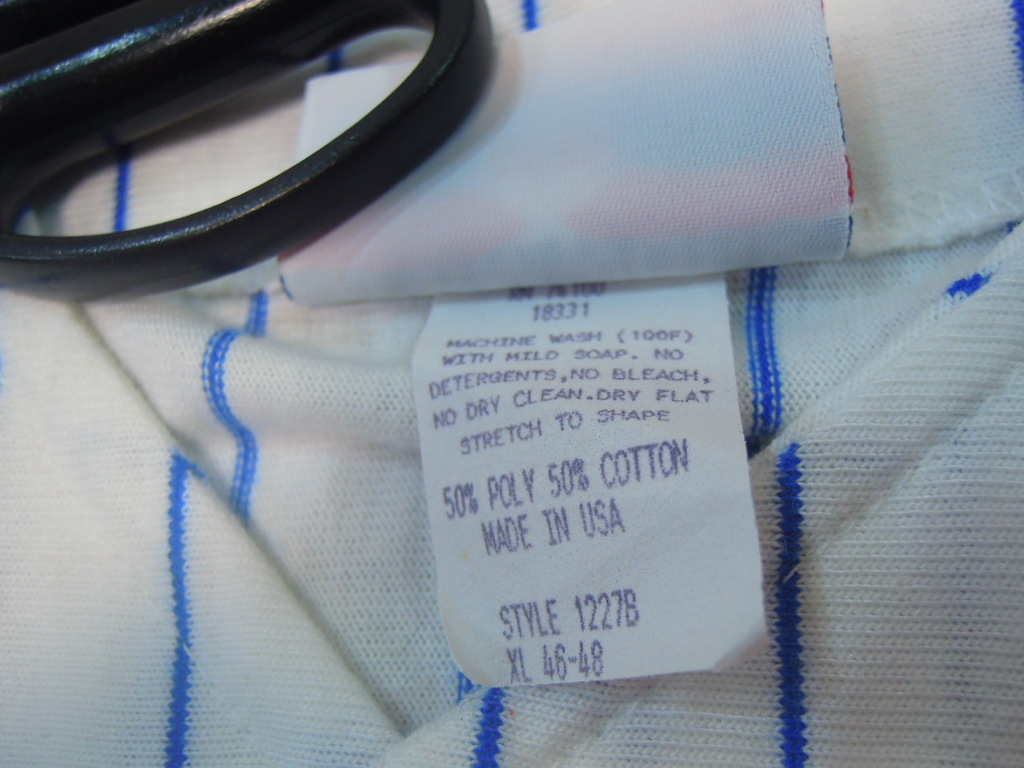 18331
MACHINE WASH (100F)
WITH MILD SOAP. NO
DETERGENTS,NO BLEACH,
NO DRY CLEAN.DRY FLAT
STRETCH TO SHAPE
50% POLY 50% COTTON
MADE IN USA
STYLE 1227B
XL 46-48